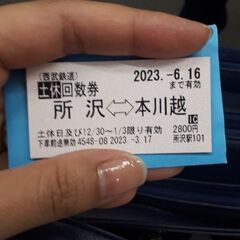 (西武鉄道)
土休回数券 2023.-6.16
まで有効
所沢⇔本川越
1C
土休日及び12/30～1/3限り有効 2800円
下車前途無効 4548-08 2023.-3.17 所沢駅101